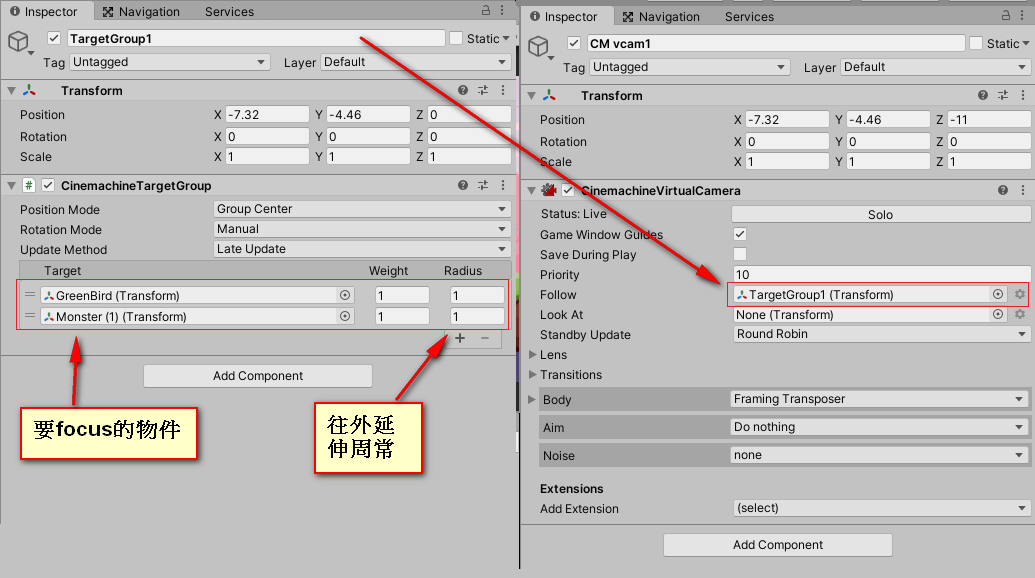 Inspector Navigation Services
TargetGroup1 Static
Tag Untagged Layer Default
Transform
Position X -7.32 Y -4.46 Z 0
Rotation X 0 Y 0 Z 0
Scale X 1 Y 1 Z 1
# CinemachineTargetGroup
Position Mode Group Center
Rotation Mode Manual
Update Method Late Update
Target Weight Radius
GreenBird (Transform) 1 1
Monster (1) (Transform) 1 1
+ −
Add Component
要focus的物件
往外延
伸周常
Inspector Navigation Services
CM vcam1 Static
Tag Untagged Layer Default
Transform
Position X -7.32 Y -4.46 Z -11
Rotation X 0 Y 0 Z 0
Scale X 1 Y 1 Z 1
CinemachineVirtualCamera
Status: Live Solo
Game Window Guides
Save During Play
Priority 10
Follow TargetGroup1 (Transform)
Look At None (Transform)
Standby Update Round Robin
Lens
Transitions
Body Framing Transposer
Aim Do nothing
Noise none
Extensions
Add Extension (select)
Add Component